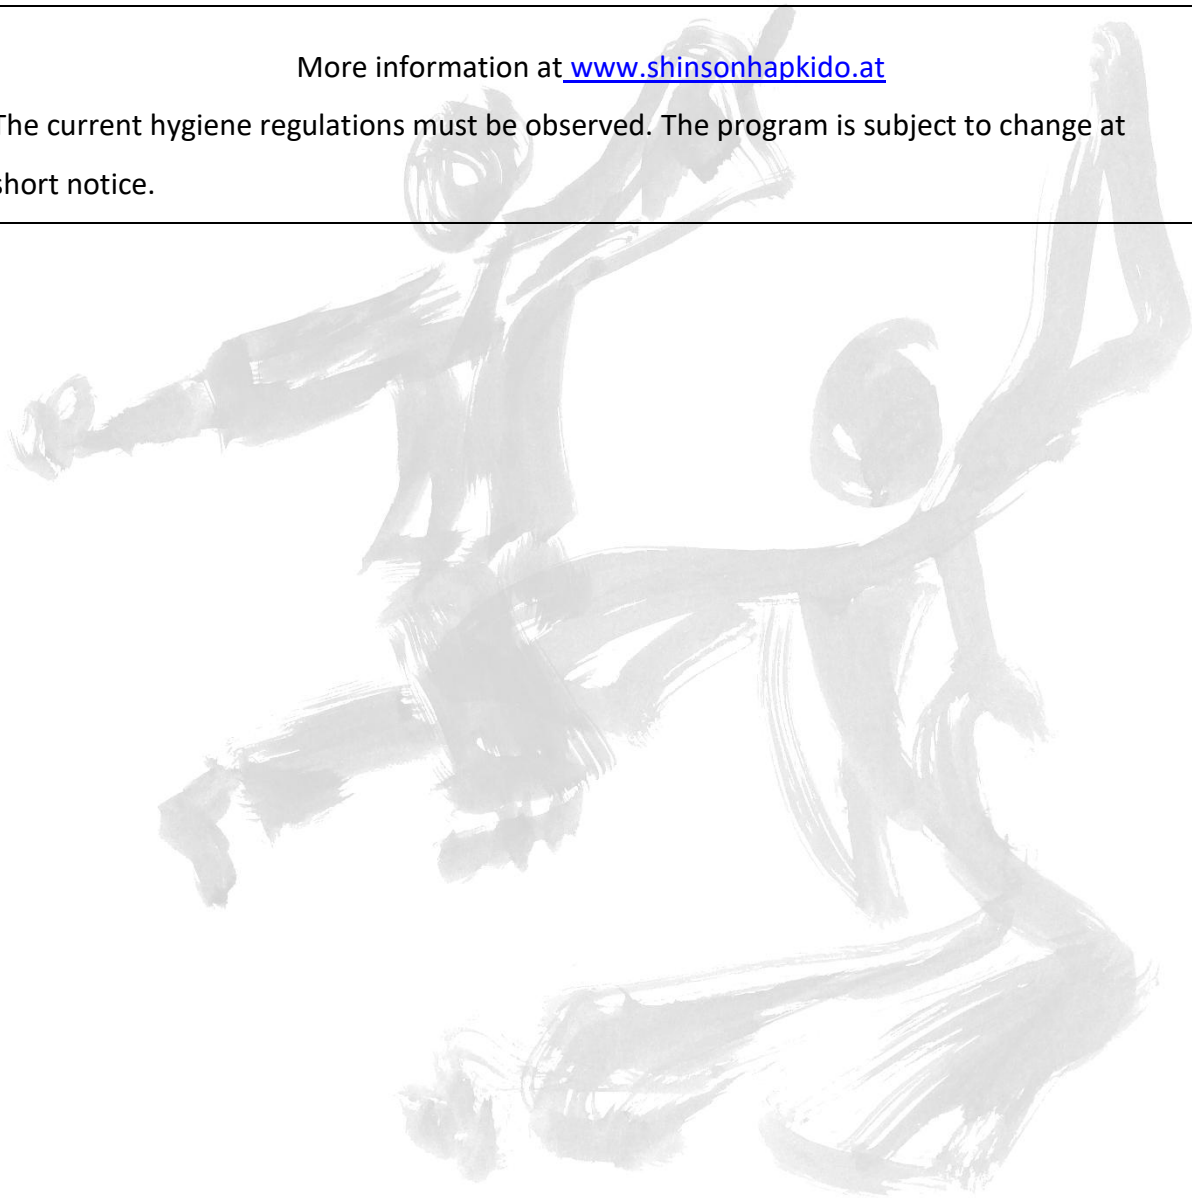 More information at www.shinsonhapkido.at
The current hygiene regulations must be observed. The program is subject to change at
short notice.